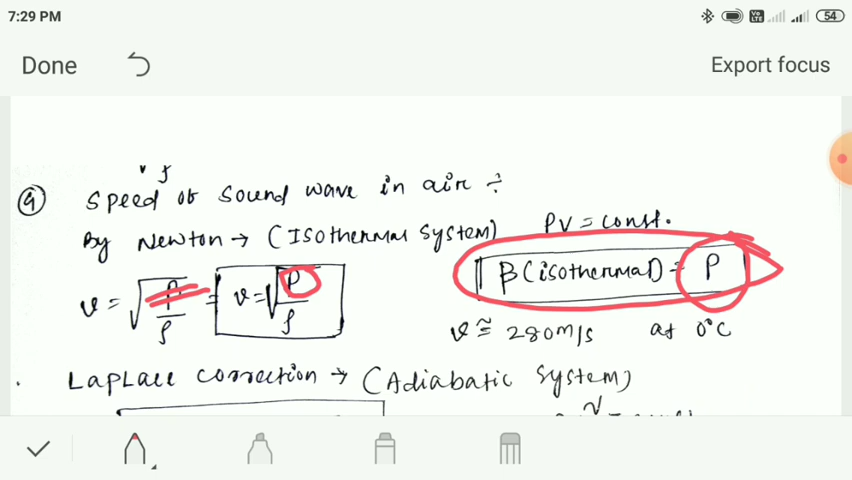 7:29 PM
54
Done
Export focus
9 Speed of Sound wave in air ÷
By Newton → (Isothermal System) PV = const.
B (isothermal) = P
v = √ρ = v = √P/ρ
v ≅ 280 m/s at 0°C
Laplace correction → (Adiabatic System)